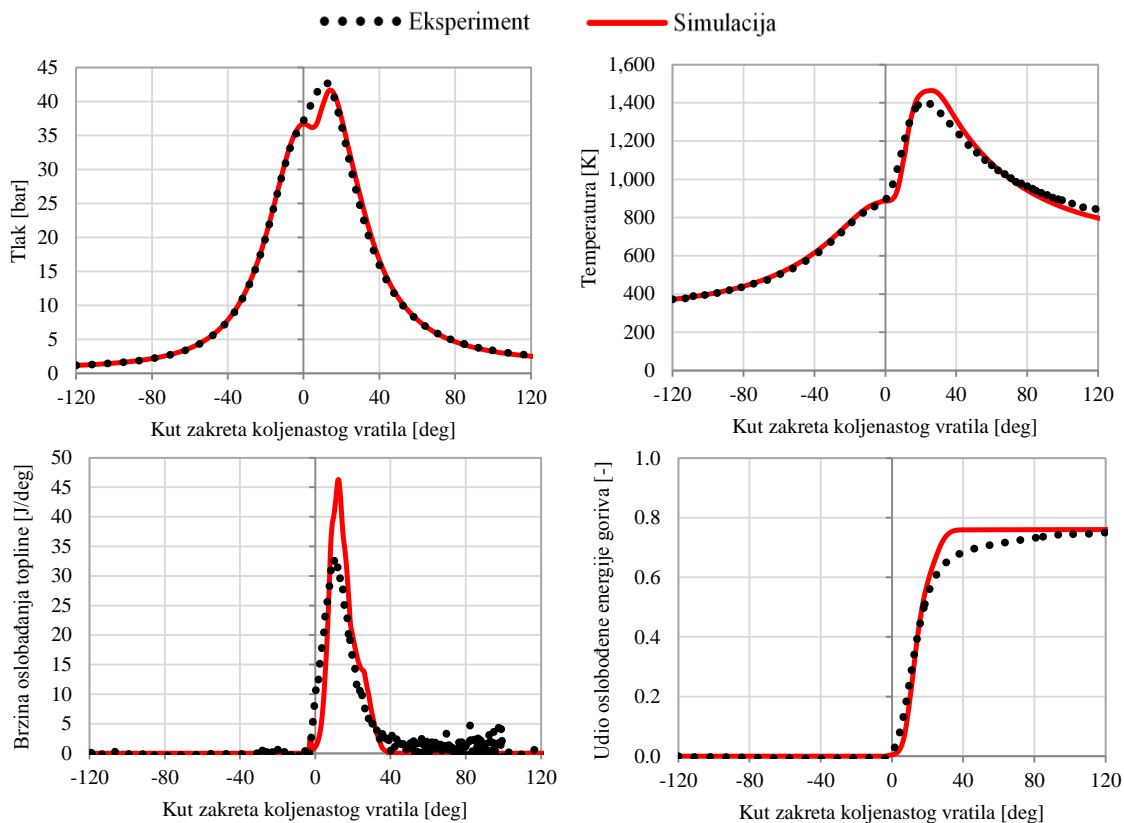 Eksperiment Simulacija
Tlak [bar]
45
40
35
30
25
20
15
10
5
0
-120 -80 -40 0 40 80 120
Kut zakreta koljenastog vratila [deg]
Temperatura [K]
1,600
1,400
1,200
1,000
800
600
400
200
0
-120 -80 -40 0 40 80 120
Kut zakreta koljenastog vratila [deg]
Brzina oslobađanja topline [J/deg]
50
45
40
35
30
25
20
15
10
5
0
-120 -80 -40 0 40 80 120
Kut zakreta koljenastog vratila [deg]
Udio oslobođene energije goriva [-]
1.0
0.8
0.6
0.4
0.2
0.0
-120 -80 -40 0 40 80 120
Kut zakreta koljenastog vratila [deg]